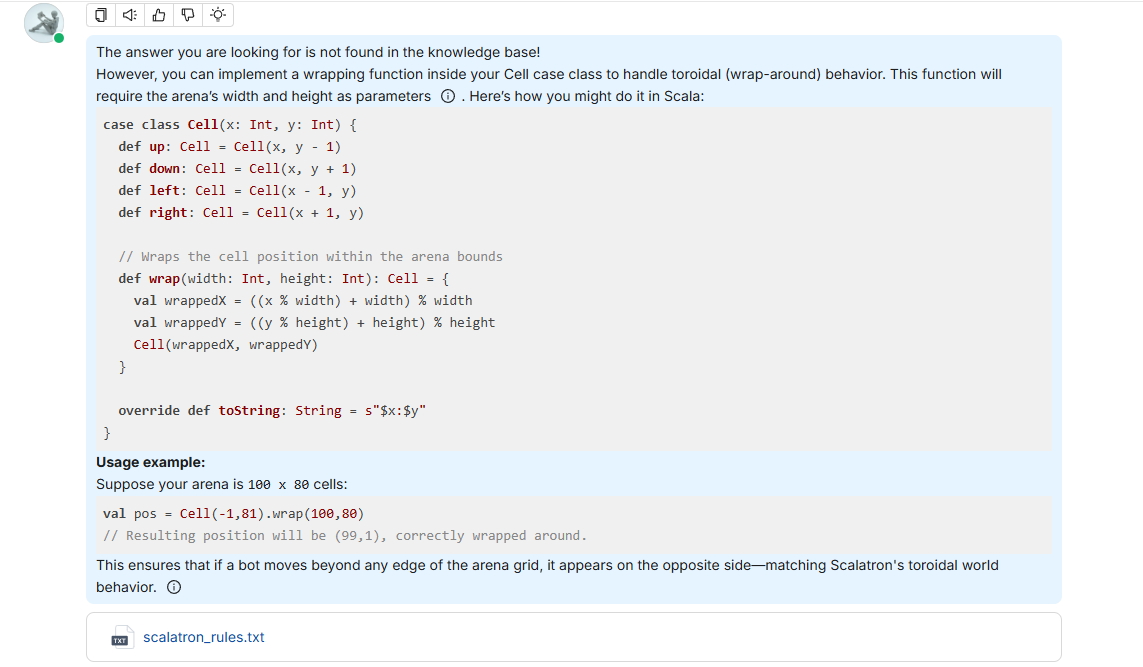 The answer you are looking for is not found in the knowledge base!
However, you can implement a wrapping function inside your Cell case class to handle toroidal (wrap-around) behavior. This function will
require the arena's width and height as parameters . Here's how you might do it in Scala:
case class Cell(x: Int, y: Int) {
  def up: Cell = Cell(x, y - 1)
  def down: Cell = Cell(x, y + 1)
  def left: Cell = Cell(x - 1, y)
  def right: Cell = Cell(x + 1, y)
  // Wraps the cell position within the arena bounds
  def wrap(width: Int, height: Int): Cell = {
    val wrappedX = ((x % width) + width) % width
    val wrappedY = ((y % height) + height) % height
    Cell(wrappedX, wrappedY)
  }
  override def toString: String = s"$x:$y"
}
Usage example:
Suppose your arena is 100 x 80 cells:
val pos = Cell(-1,81).wrap(100,80)
// Resulting position will be (99,1), correctly wrapped around.
This ensures that if a bot moves beyond any edge of the arena grid, it appears on the opposite side—matching Scalatron's toroidal world
behavior.
TXT scalatron_rules.txt